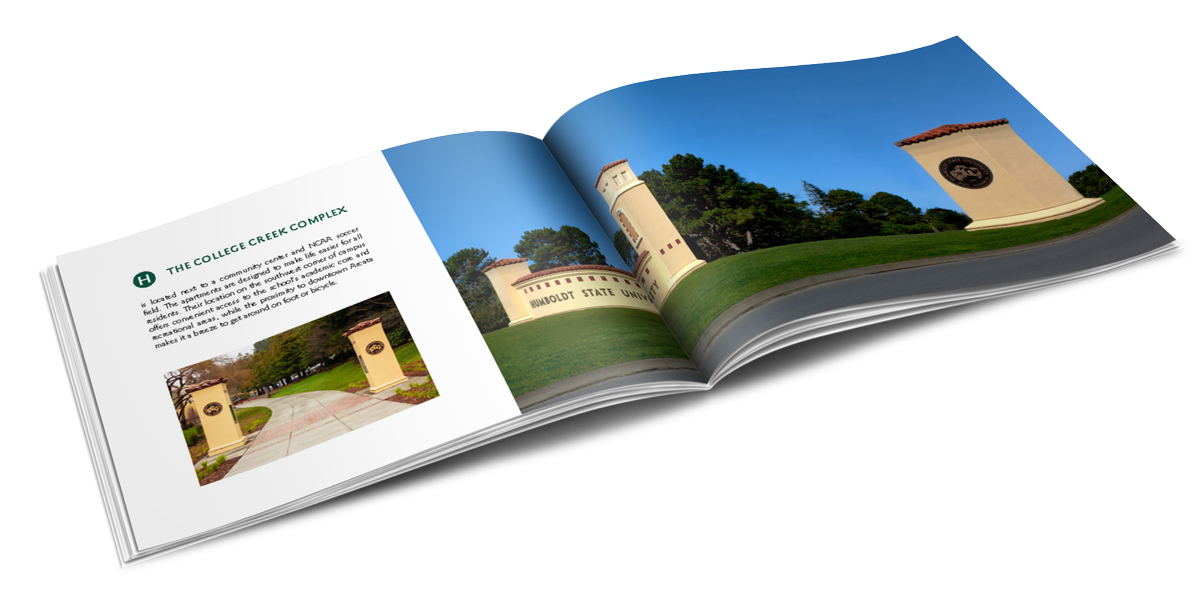 H
THE COLLEGE CREEK COMPLEX
is located next to a community center and NCAA soccer
field. The apartments are designed to make life easier for all
residents. Their location on the southwest corner of campus
offers convenient access to the school's academic core and
recreational areas, while the proximity to downtown Arcata
makes it a breeze to get around on foot or bicycle.
HUMBOLDT STATE UNIVERSITY